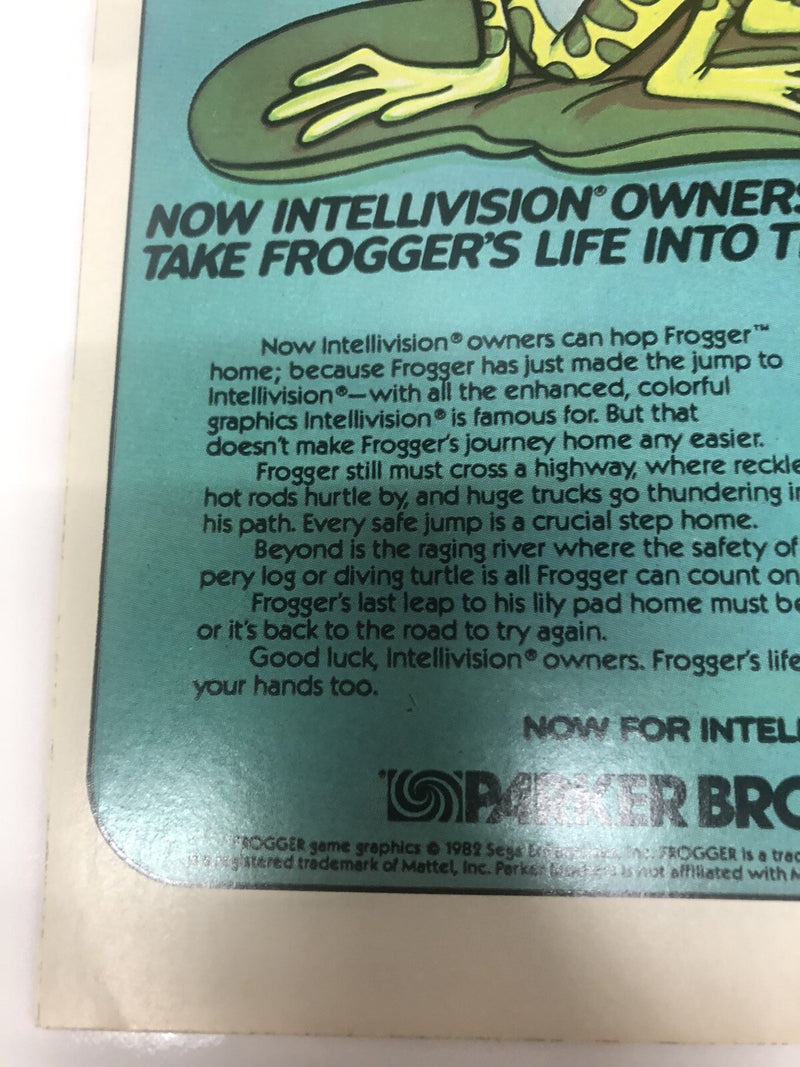 NOW INTELLIVISION® OWNERS
TAKE FROGGER'S LIFE INTO T
Now Intellivision® owners can hop Frogger™
home; because Frogger has just made the jump to
Intellivision®—with all the enhanced, colorful
graphics Intellivision® is famous for. But that
doesn't make Frogger's journey home any easier.
Frogger still must cross a highway, where reckle
hot rods hurtle by, and huge trucks go thundering in
his path. Every safe jump is a crucial step home.
Beyond is the raging river where the safety of
pery log or diving turtle is all Frogger can count on
Frogger's last leap to his lily pad home must be
or it's back to the road to try again.
Good luck, Intellivision® owners. Frogger's life
your hands too.
NOW FOR INTELL
PARKER BRO
FROGGER game graphics © 1982 Sega Inc. FROGGER is a trad
is a registered trademark of Mattel, Inc. Parker Brothers is not affiliated with M